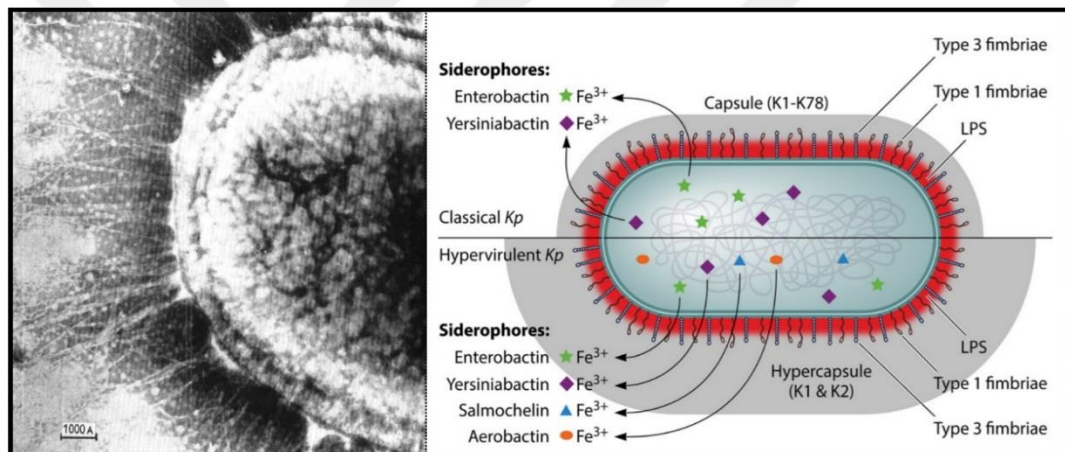 Siderophores:
Enterobactin Fe3+
Yersiniabactin Fe3+
Capsule (K1-K78)
Type 3 fimbriae
Type 1 fimbriae
LPS
Classical Kp
Hypervirulent Kp
Siderophores:
Enterobactin Fe3+
Yersiniabactin Fe3+
Salmochelin Fe3+
Aerobactin Fe3+
Hypercapsule
(K1 & K2)
LPS
Type 1 fimbriae
Type 3 fimbriae
1000 A